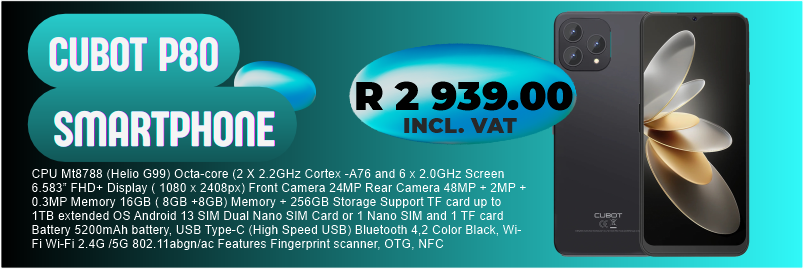 CUBOT P80
SMARTPHONE
R 2 939.00
INCL. VAT
CPU Mt8788 (Helio G99) Octa-core (2 X 2.2GHz Cortex -A76 and 6 x 2.0GHz Screen
6.583” FHD+ Display ( 1080 x 2408px) Front Camera 24MP Rear Camera 48MP + 2MP +
0.3MP Memory 16GB ( 8GB +8GB) Memory + 256GB Storage Support TF card up to
1TB extended OS Android 13 SIM Dual Nano SIM Card or 1 Nano SIM and 1 TF card
Battery 5200mAh battery, USB Type-C (High Speed USB) Bluetooth 4,2 Color Black, Wi-
Fi Wi-Fi 2.4G /5G 802.11abgn/ac Features Fingerprint scanner, OTG, NFC
CUBOT